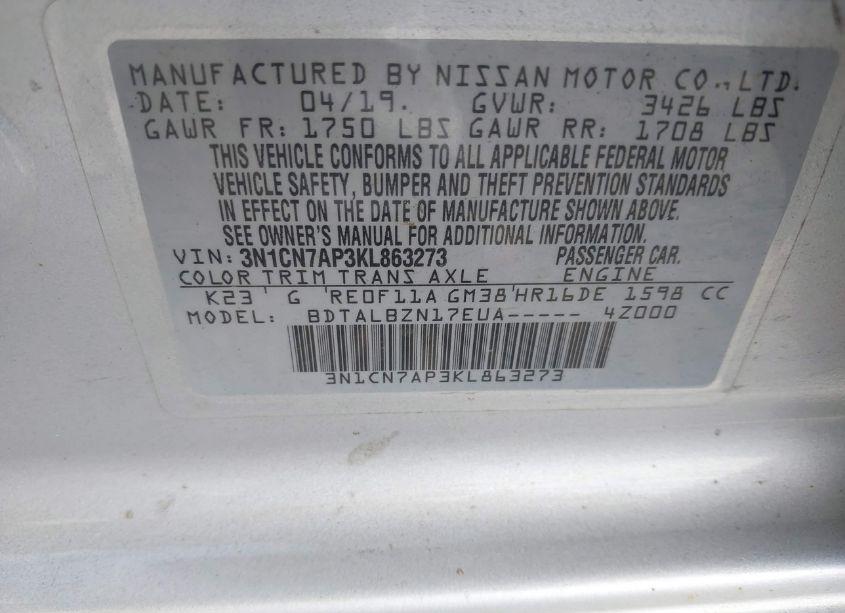 MANUFACTURED BY NISSAN MOTOR CO., LTD.
DATE: 04/19. GVWR: 3426 LBS
GAWR FR: 1750 LBS GAWR RR: 1708 LBS
THIS VEHICLE CONFORMS TO ALL APPLICABLE FEDERAL MOTOR
VEHICLE SAFETY, BUMPER AND THEFT PREVENTION STANDARDS
IN EFFECT ON THE DATE OF MANUFACTURE SHOWN ABOVE.
SEE OWNER'S MANUAL FOR ADDITIONAL INFORMATION.
VIN: 3N1CN7AP3KL863273 PASSENGER CAR.
COLOR TRIM TRANS AXLE ENGINE
K23 ' G 'RE0F11A GM38'HR16DE 1598 CC
MODEL: BDTALBZN17EUA----- 4Z000
3N1CN7AP3KL863273